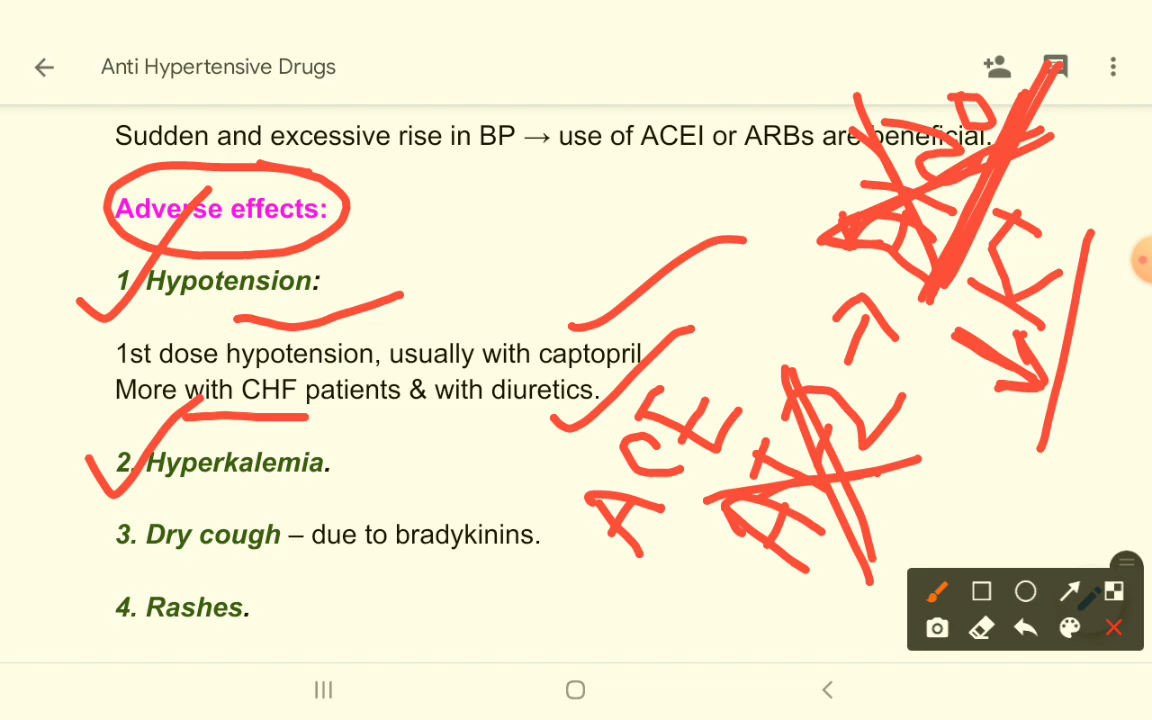 Anti Hypertensive Drugs
Sudden and excessive rise in BP → use of ACEI or ARBs are beneficial.
Adverse effects:
1. Hypotension:
1st dose hypotension, usually with captopril
More with CHF patients & with diuretics.
2. Hyperkalemia.
3. Dry cough – due to bradykinins.
4. Rashes.
ACE